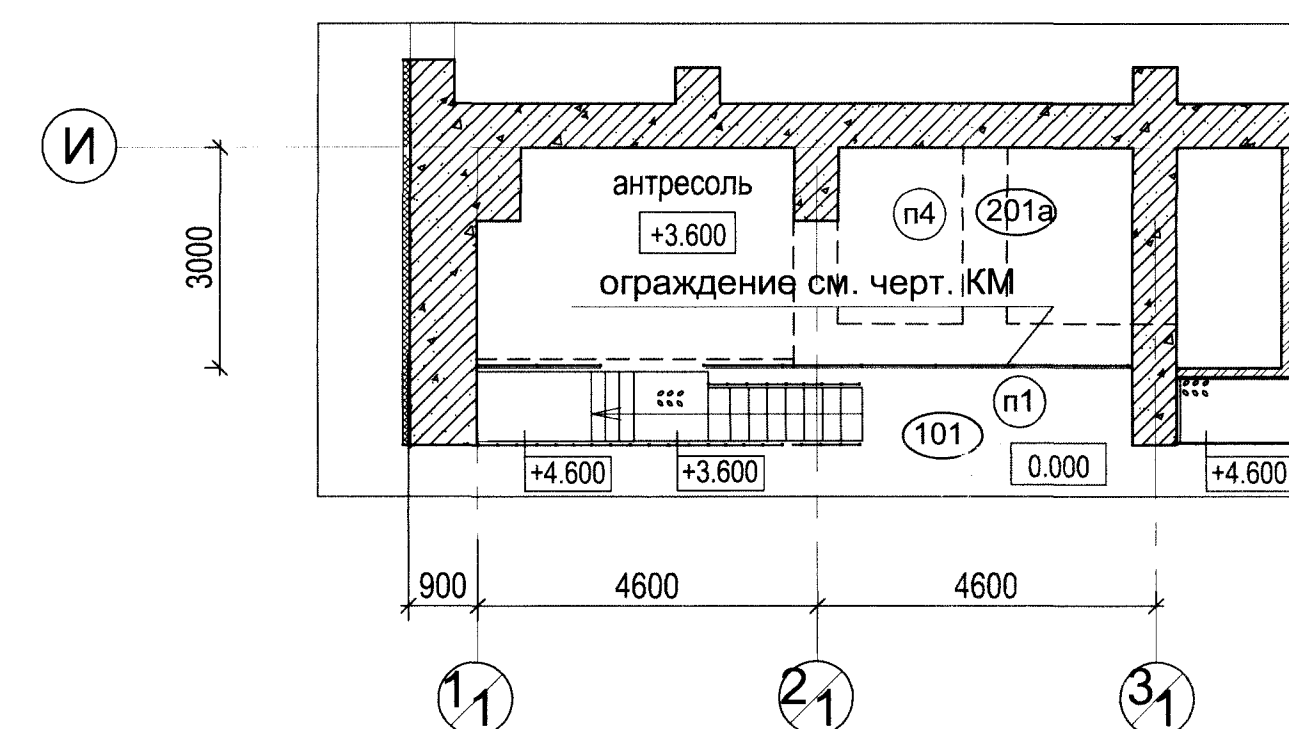 И
антресоль
+3.600
п4
201а
3000
ограждение см. черт. КМ
п1
101
0.000
+4.600
+3.600
+4.600
900
4600
4600
1/1
2/1
3/1